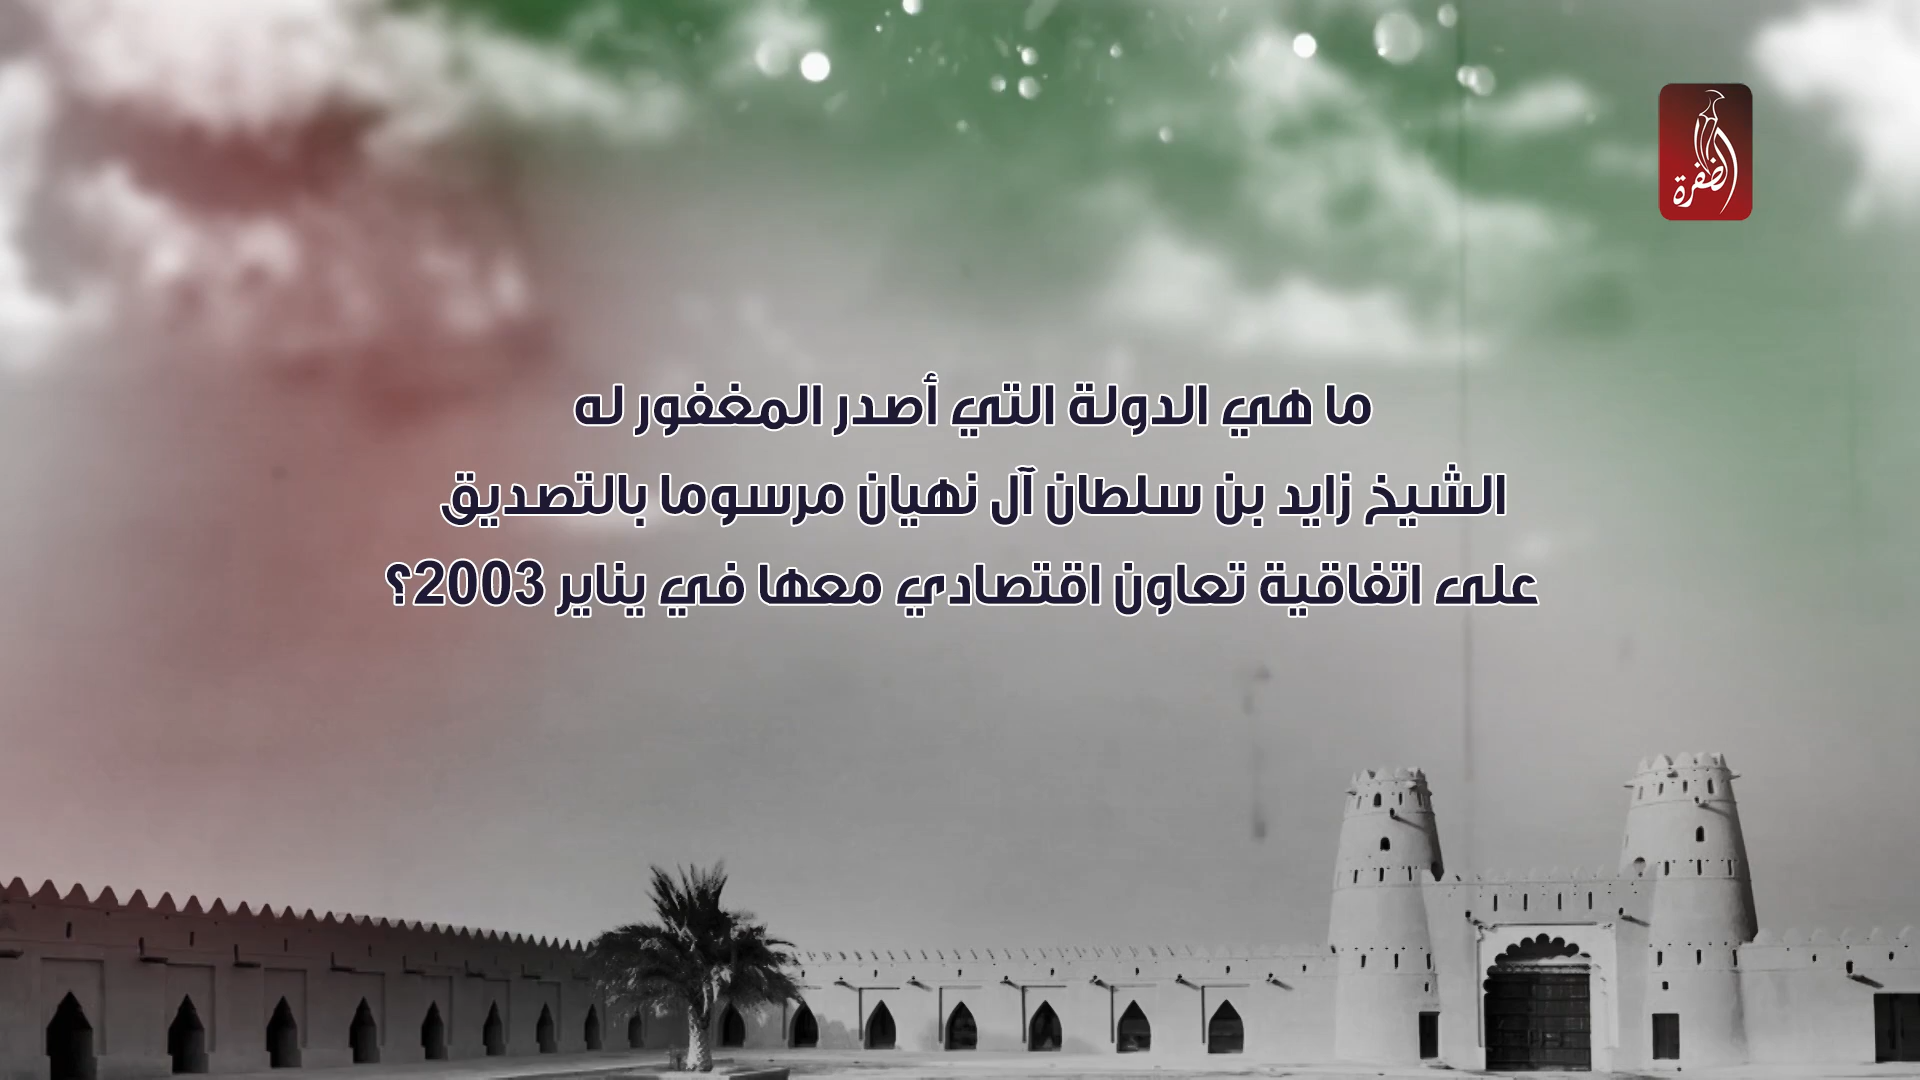 الظفرة
ما هي الدولة التي أصدر المغفور له
الشيخ زايد بن سلطان آل نهيان مرسوما بالتصديق
على اتفاقية تعاون اقتصادي معها في يناير 2003؟